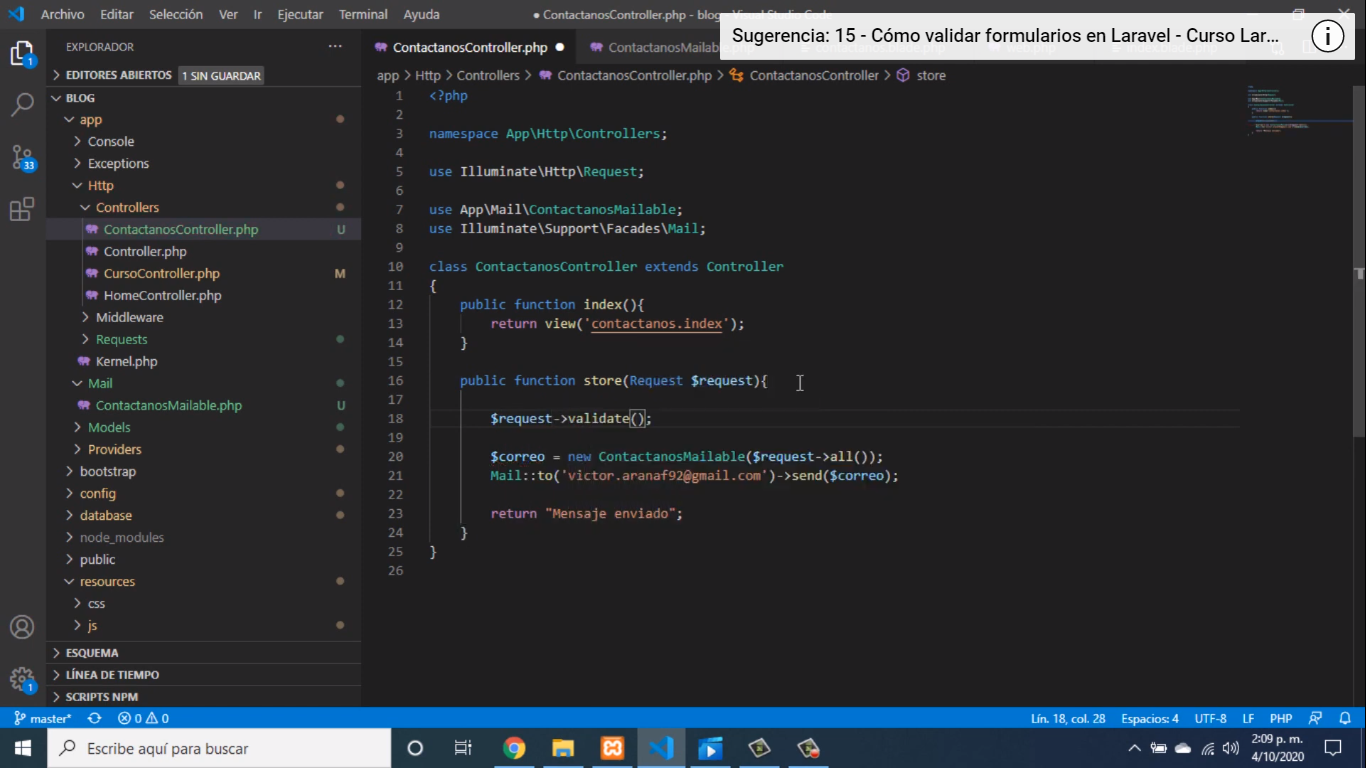 Archivo Editar Selección Ver Ir Ejecutar Terminal Ayuda ● ContactanosController.php - blog - Visual Studio Code
Sugerencia: 15 - Cómo validar formularios en Laravel - Curso Lar...
EXPLORADOR
ContactanosController.php ContactanosMailable.php
EDITORES ABIERTOS 1 SIN GUARDAR
app > Http > Controllers > ContactanosController.php > ContactanosController > store
BLOG
app
Console
Exceptions
Http
Controllers
ContactanosController.php U
Controller.php
CursoController.php M
HomeController.php
Middleware
Requests
Kernel.php
Mail
ContactanosMailable.php U
Models
Providers
bootstrap
config
database
node_modules
public
resources
css
js
ESQUEMA
LÍNEA DE TIEMPO
SCRIPTS NPM
1
33
1
1 <?php
2
3 namespace App\Http\Controllers;
4
5 use Illuminate\Http\Request;
6
7 use App\Mail\ContactanosMailable;
8 use Illuminate\Support\Facades\Mail;
9
10 class ContactanosController extends Controller
11 {
12 public function index(){
13 return view('contactanos.index');
14 }
15
16 public function store(Request $request){
17
18 $request->validate();
19
20 $correo = new ContactanosMailable($request->all());
21 Mail::to('victor.aranaf92@gmail.com')->send($correo);
22
23 return "Mensaje enviado";
24 }
25 }
26
master* 0 0 Lín. 18, col. 28 Espacios: 4 UTF-8 LF PHP
Escribe aquí para buscar
2:09 p. m.
4/10/2020